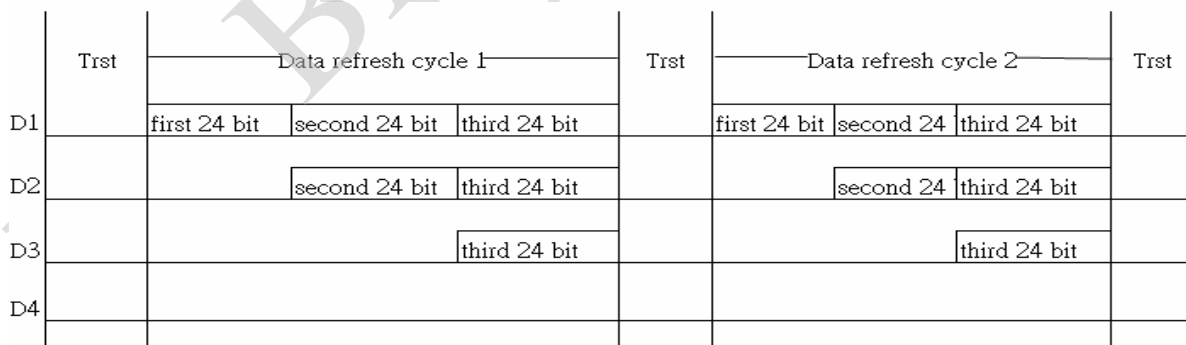 Trst Data refresh cycle 1 Trst Data refresh cycle 2 Trst
D1 first 24 bit second 24 bit third 24 bit first 24 bit second 24 third 24 bit
D2 second 24 bit third 24 bit second 24 third 24 bit
D3 third 24 bit third 24 bit
D4